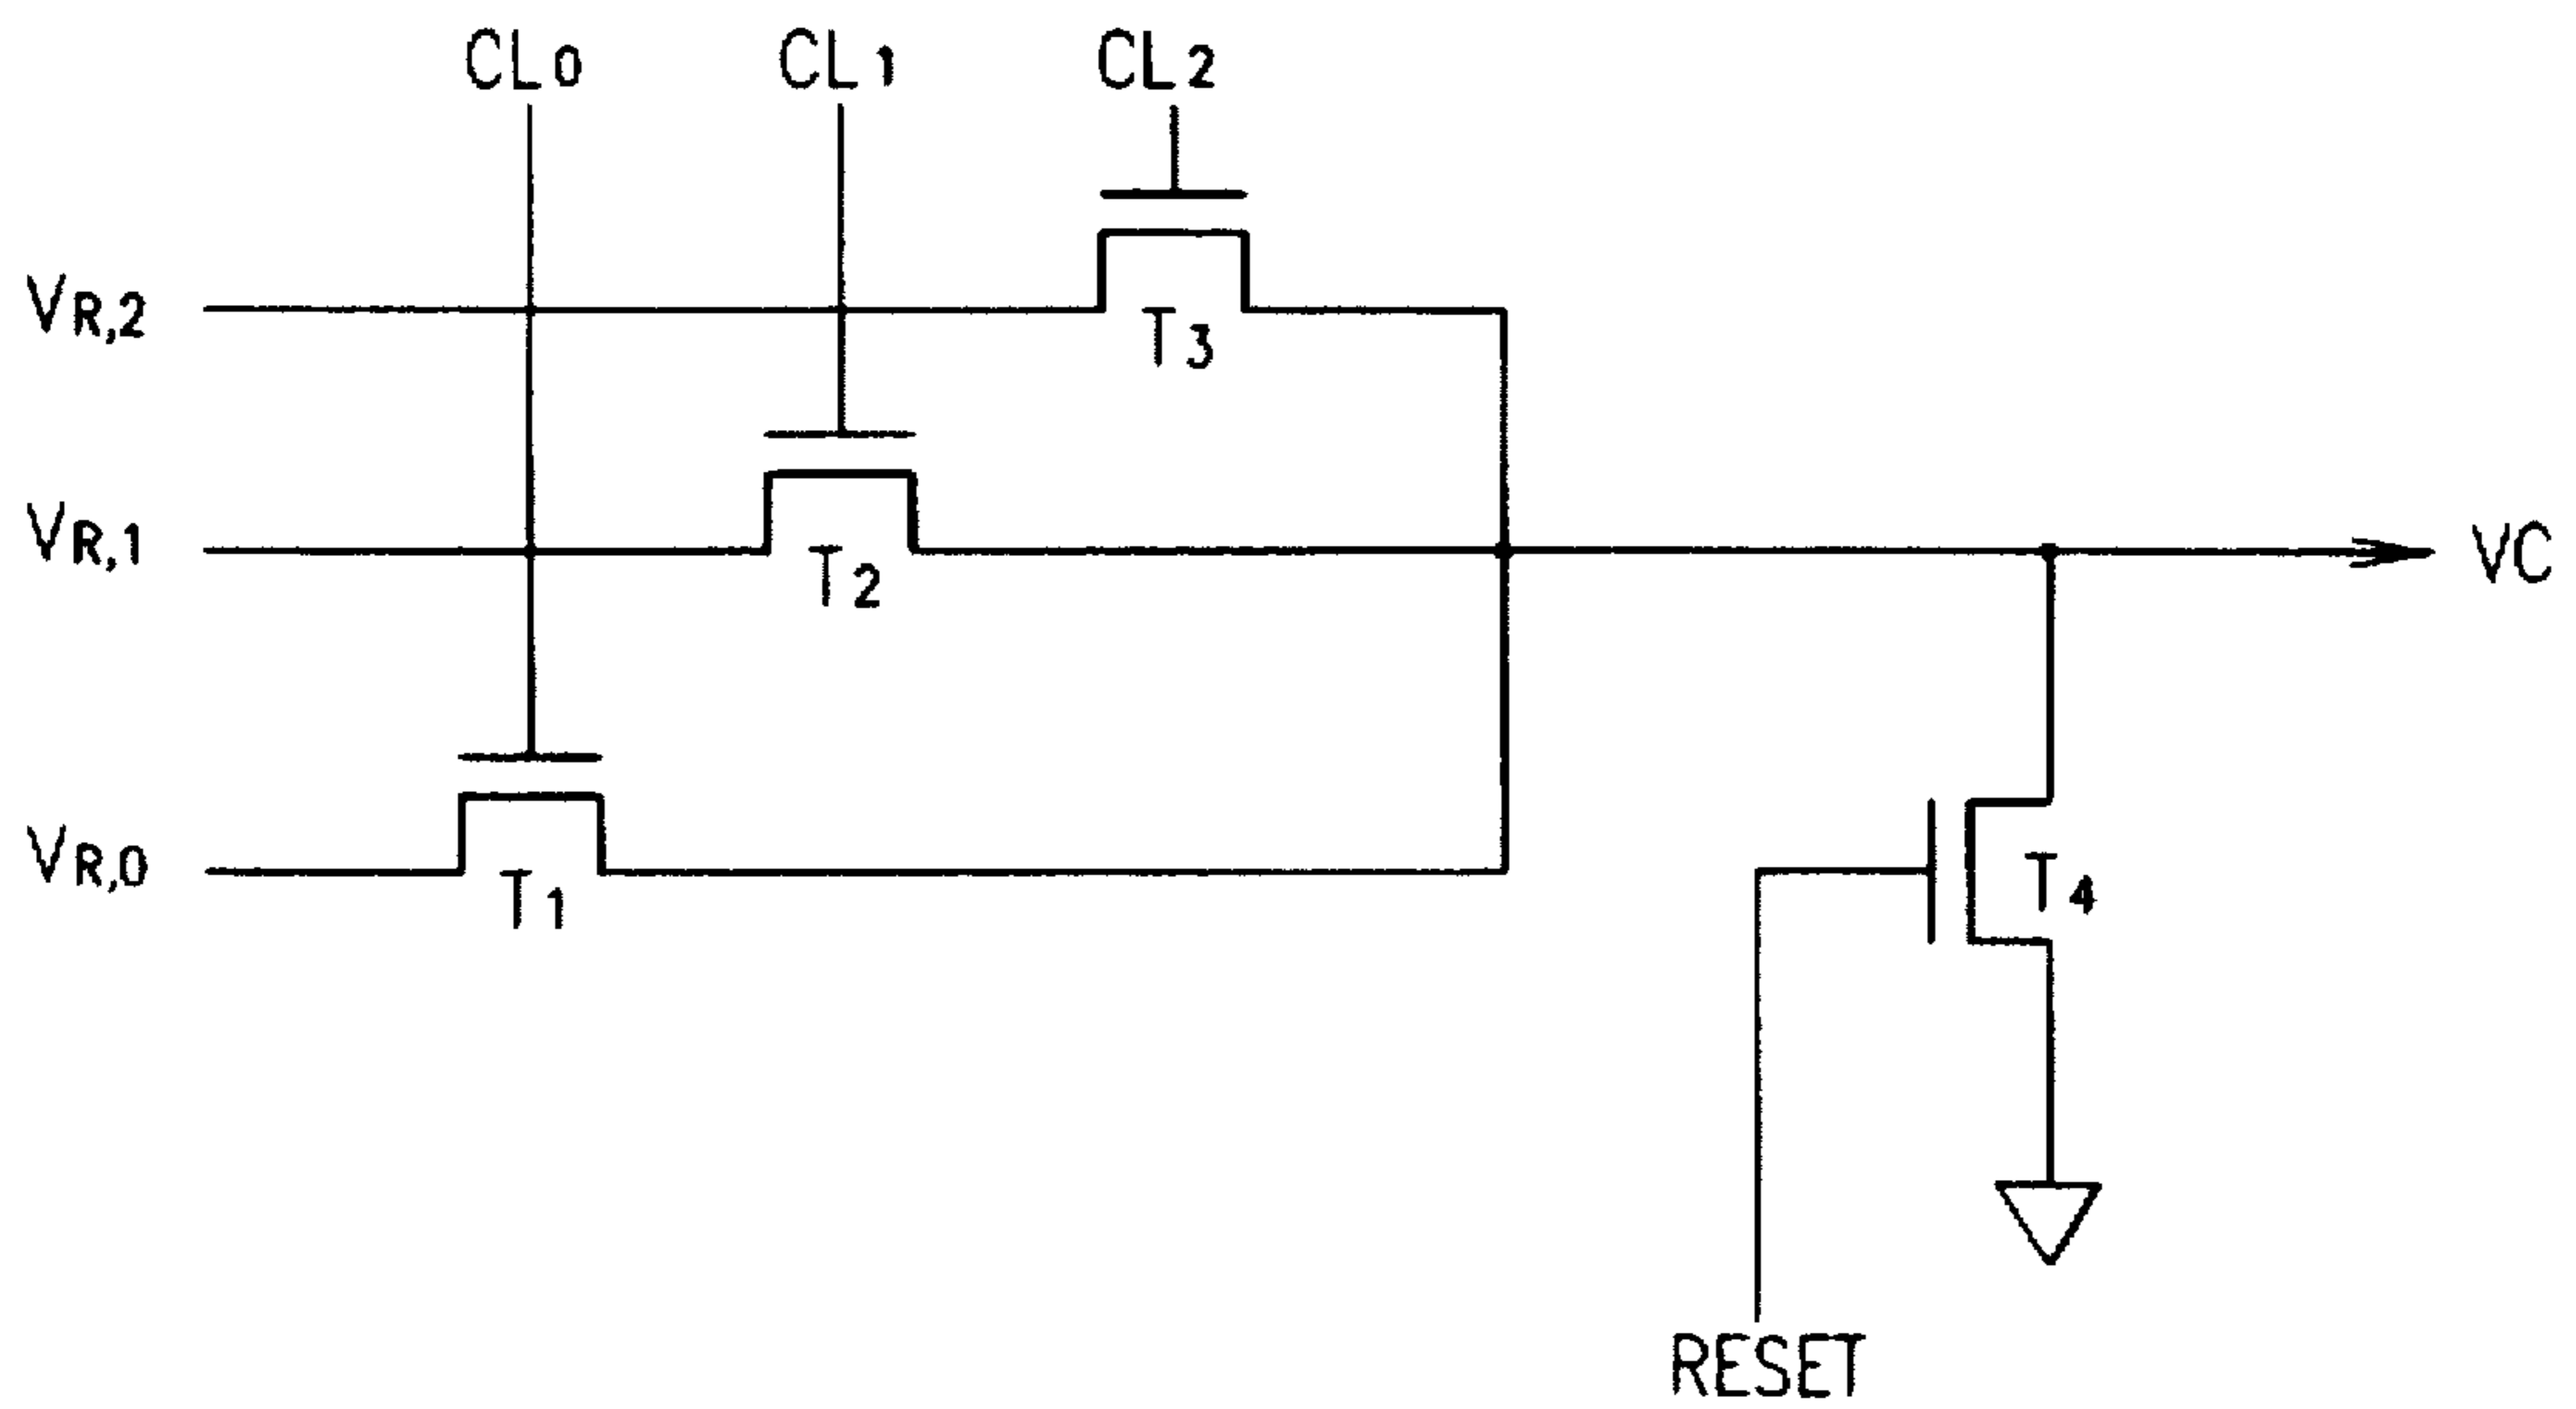 CL0 CL1 CL2
VR,2
T3
VR,1
T2
VC
VR,0
T1
T4
RESET